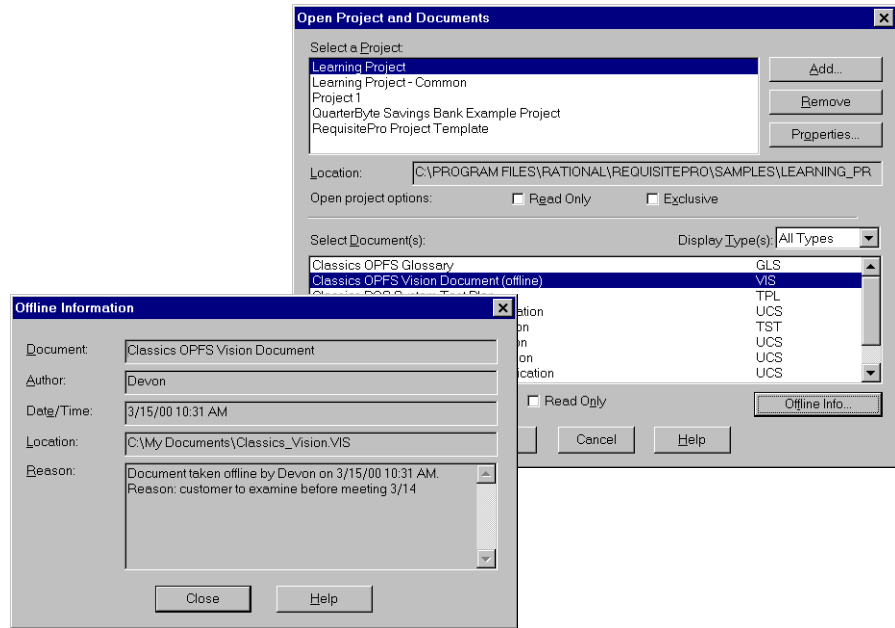 Open Project and Documents
Select a Project:
Learning Project
Learning Project - Common
Project 1
QuarterByte Savings Bank Example Project
RequisitePro Project Template
Add...
Remove
Properties...
Location: C:\PROGRAM FILES\RATIONAL\REQUISITEPRO\SAMPLES\LEARNING_PR
Open project options: Read Only Exclusive
Select Document(s): Display Type(s): All Types
Classics OPFS Glossary GLS
Classics OPFS Vision Document (offline) VIS
TPL
ation UCS
on TST
on UCS
on UCS
ication UCS
Read Only Offline Info...
Cancel Help
Offline Information
Document: Classics OPFS Vision Document
Author: Devon
Date/Time: 3/15/00 10:31 AM
Location: C:\My Documents\Classics_Vision.VIS
Reason: Document taken offline by Devon on 3/15/00 10:31 AM.
Reason: customer to examine before meeting 3/14
Close Help